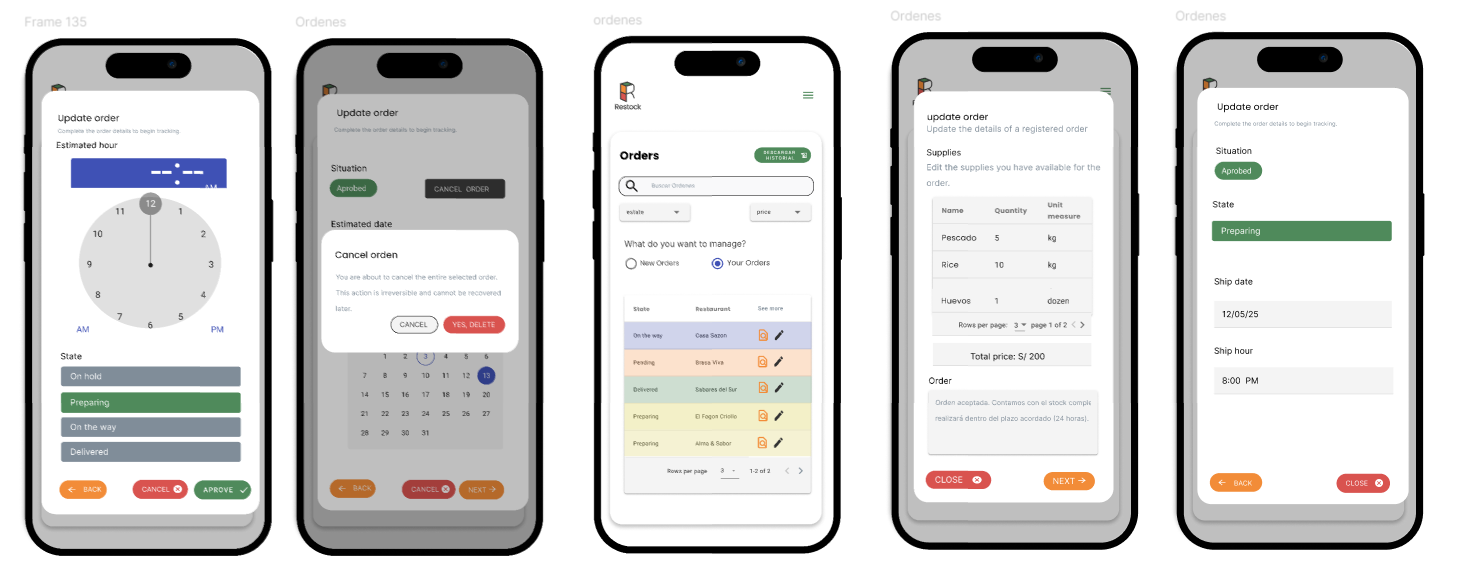 Frame 135
Update order
Complete the order details to begin tracking.
Estimated hour
--:--
AM
12
1
2
3
4
5
6
7
8
9
10
11
AM
PM
State
On hold
Preparing
On the way
Delivered
← BACK
CANCEL
APROVE
Ordenes
Update order
Complete the order details to begin tracking.
Situation
Aprobed
CANCEL ORDER
Estimated date
Cancel orden
You are about to cancel the entire selected order.
This action is irreversible and cannot be recovered
later.
CANCEL
YES, DELETE
1 2 3 4 5 6
7 8 9 10 11 12 13
14 15 16 17 18 19 20
21 22 23 24 25 26 27
28 29 30 31
← BACK
CANCEL
NEXT →
ordenes
Restock
Orders
DESCARGAR
HISTORIAL
Buscar Ordenes
estate
price
What do you want to manage?
New Orders
Your Orders
State Restaurant See more
On the way Casa Sazon
Pending Brasa Viva
Delivered Sabores del Sur
Preparing El Fogon Criollo
Preparing Alma & Sabor
Rows per page 3 1-2 of 2 < >
Ordenes
update order
Update the details of a registered order
Supplies
Edit the supplies you have available for the
order.
Name Quantity Unit
measure
Pescado 5 kg
Rice 10 kg
Huevos 1 dozen
Rows per page: 3 page 1 of 2 < >
Total price: S/ 200
Order
Orden aceptada. Contamos con el stock comple
realizará dentro del plazo acordado (24 horas).
CLOSE
NEXT →
Ordenes
Update order
Complete the order details to begin tracking.
Situation
Aprobed
State
Preparing
Ship date
12/05/25
Ship hour
8:00 PM
← BACK
CLOSE